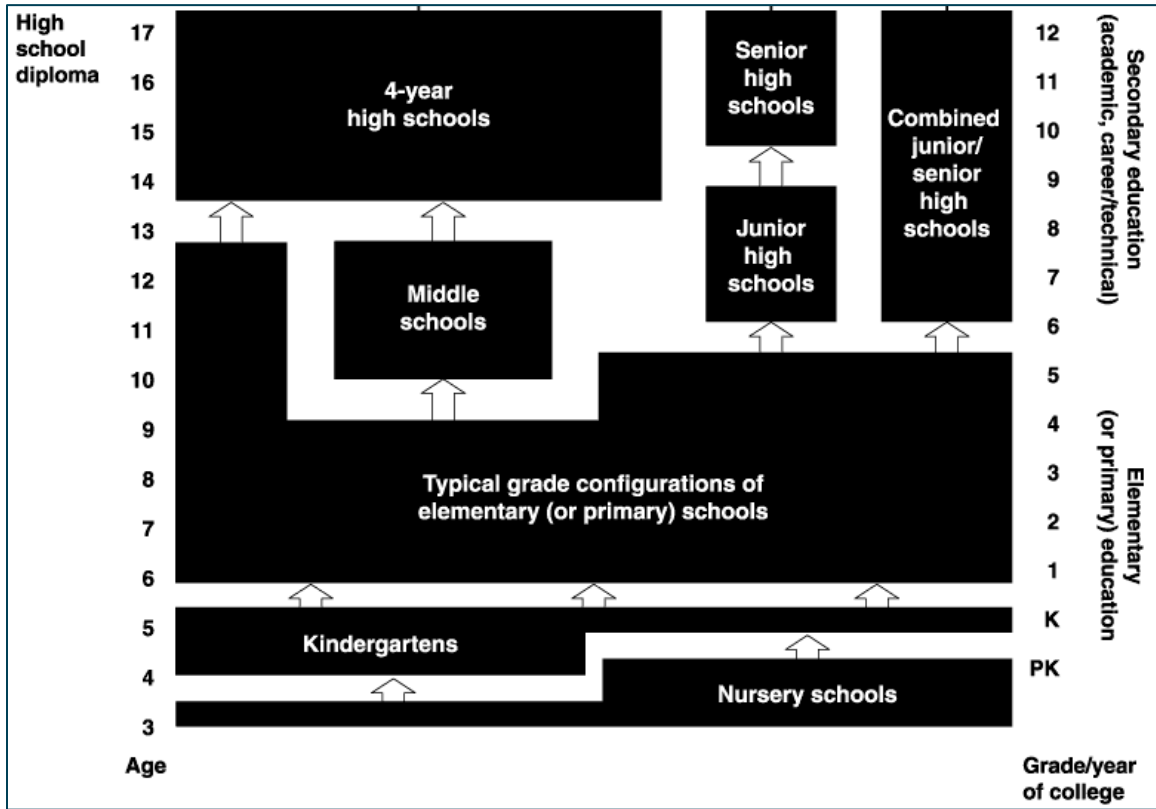 High
school
diploma
17
16
15
14
13
12
11
10
9
8
7
6
5
4
3
Age
4-year
high schools
Senior
high
schools
Combined
junior/
senior
high
schools
Junior
high
schools
Middle
schools
Typical grade configurations of
elementary (or primary) schools
Kindergartens
Nursery schools
12
11
10
9
8
7
6
5
4
3
2
1
K
PK
Grade/year
of college
Secondary education
(academic, career/technical)
Elementary
(or primary) education